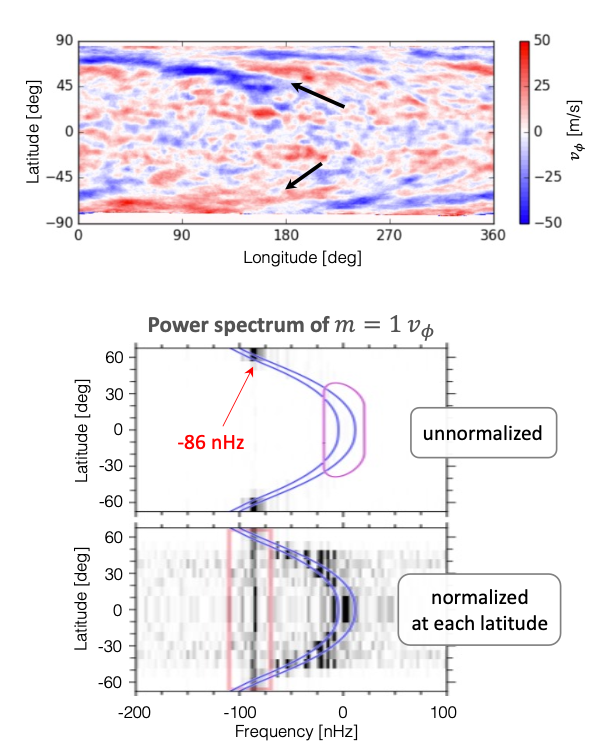 90
45
0
−45
−90
Latitude [deg]
0
90
180
270
360
Longitude [deg]
50
25
0
−25
−50
vϕ [m/s]
Power spectrum of m = 1 vϕ
60
30
0
-30
-60
Latitude [deg]
-86 nHz
unnormalized
60
30
0
-30
-60
Latitude [deg]
normalized
at each latitude
-200
-100
0
100
Frequency [nHz]